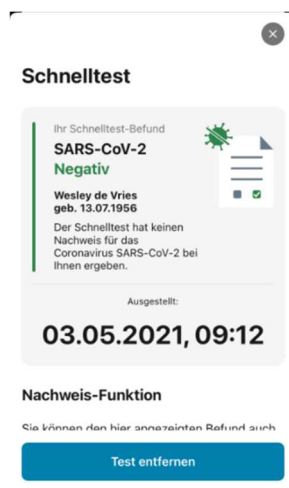 Schnelltest
Ihr Schnelltest-Befund
SARS-CoV-2
Negativ
Wesley de Vries
geb. 13.07.1956
Der Schnelltest hat keinen
Nachweis für das
Coronavirus SARS-CoV-2 bei
Ihnen ergeben.
Ausgestellt:
03.05.2021, 09:12
Nachweis-Funktion
Sie können den hier angezeigten Befund auch
Test entfernen